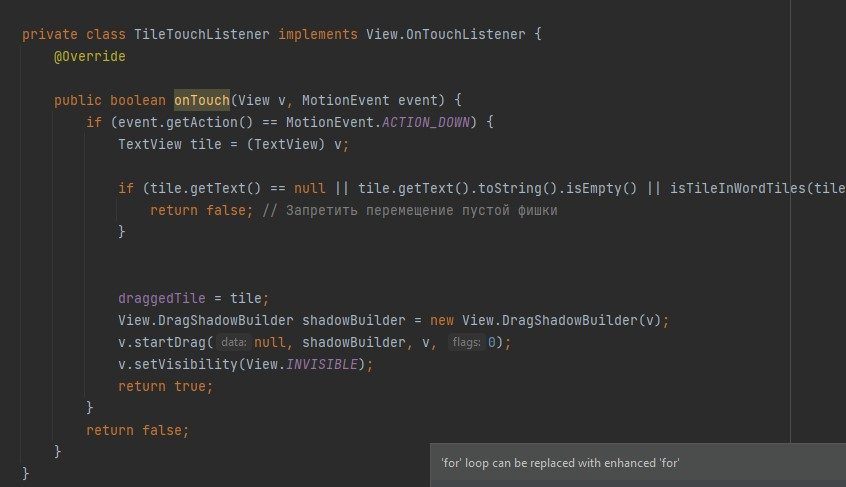 private class TileTouchListener implements View.OnTouchListener {
@Override
public boolean onTouch(View v, MotionEvent event) {
if (event.getAction() == MotionEvent.ACTION_DOWN) {
TextView tile = (TextView) v;
if (tile.getText() == null || tile.getText().toString().isEmpty() || isTileInWordTiles(tile
return false; // Запретить перемещение пустой фишки
}
draggedTile = tile;
View.DragShadowBuilder shadowBuilder = new View.DragShadowBuilder(v);
v.startDrag( data: null, shadowBuilder, v, flags: 0);
v.setVisibility(View.INVISIBLE);
return true;
}
return false;
}
}
'for' loop can be replaced with enhanced 'for'